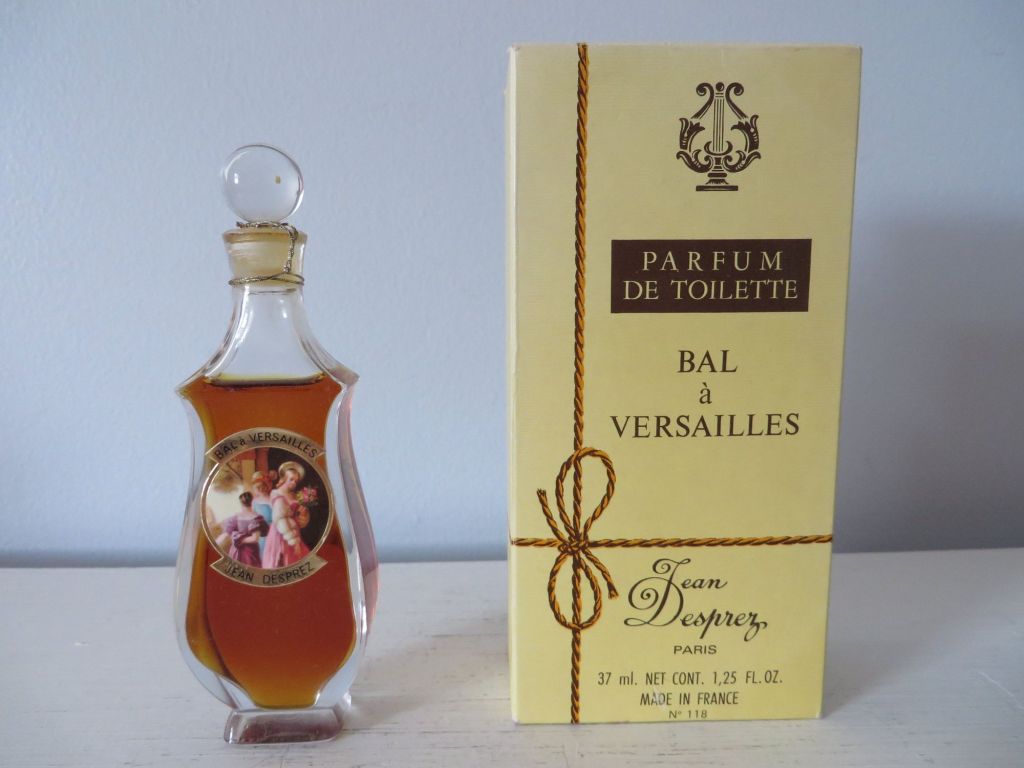 BAL à VERSAILLES
JEAN DESPREZ
PARFUM
DE TOILETTE
BAL
à
VERSAILLES
Jean
Desprez
PARIS
37 ml. NET CONT. 1,25 FL.OZ.
MADE IN FRANCE
N° 118